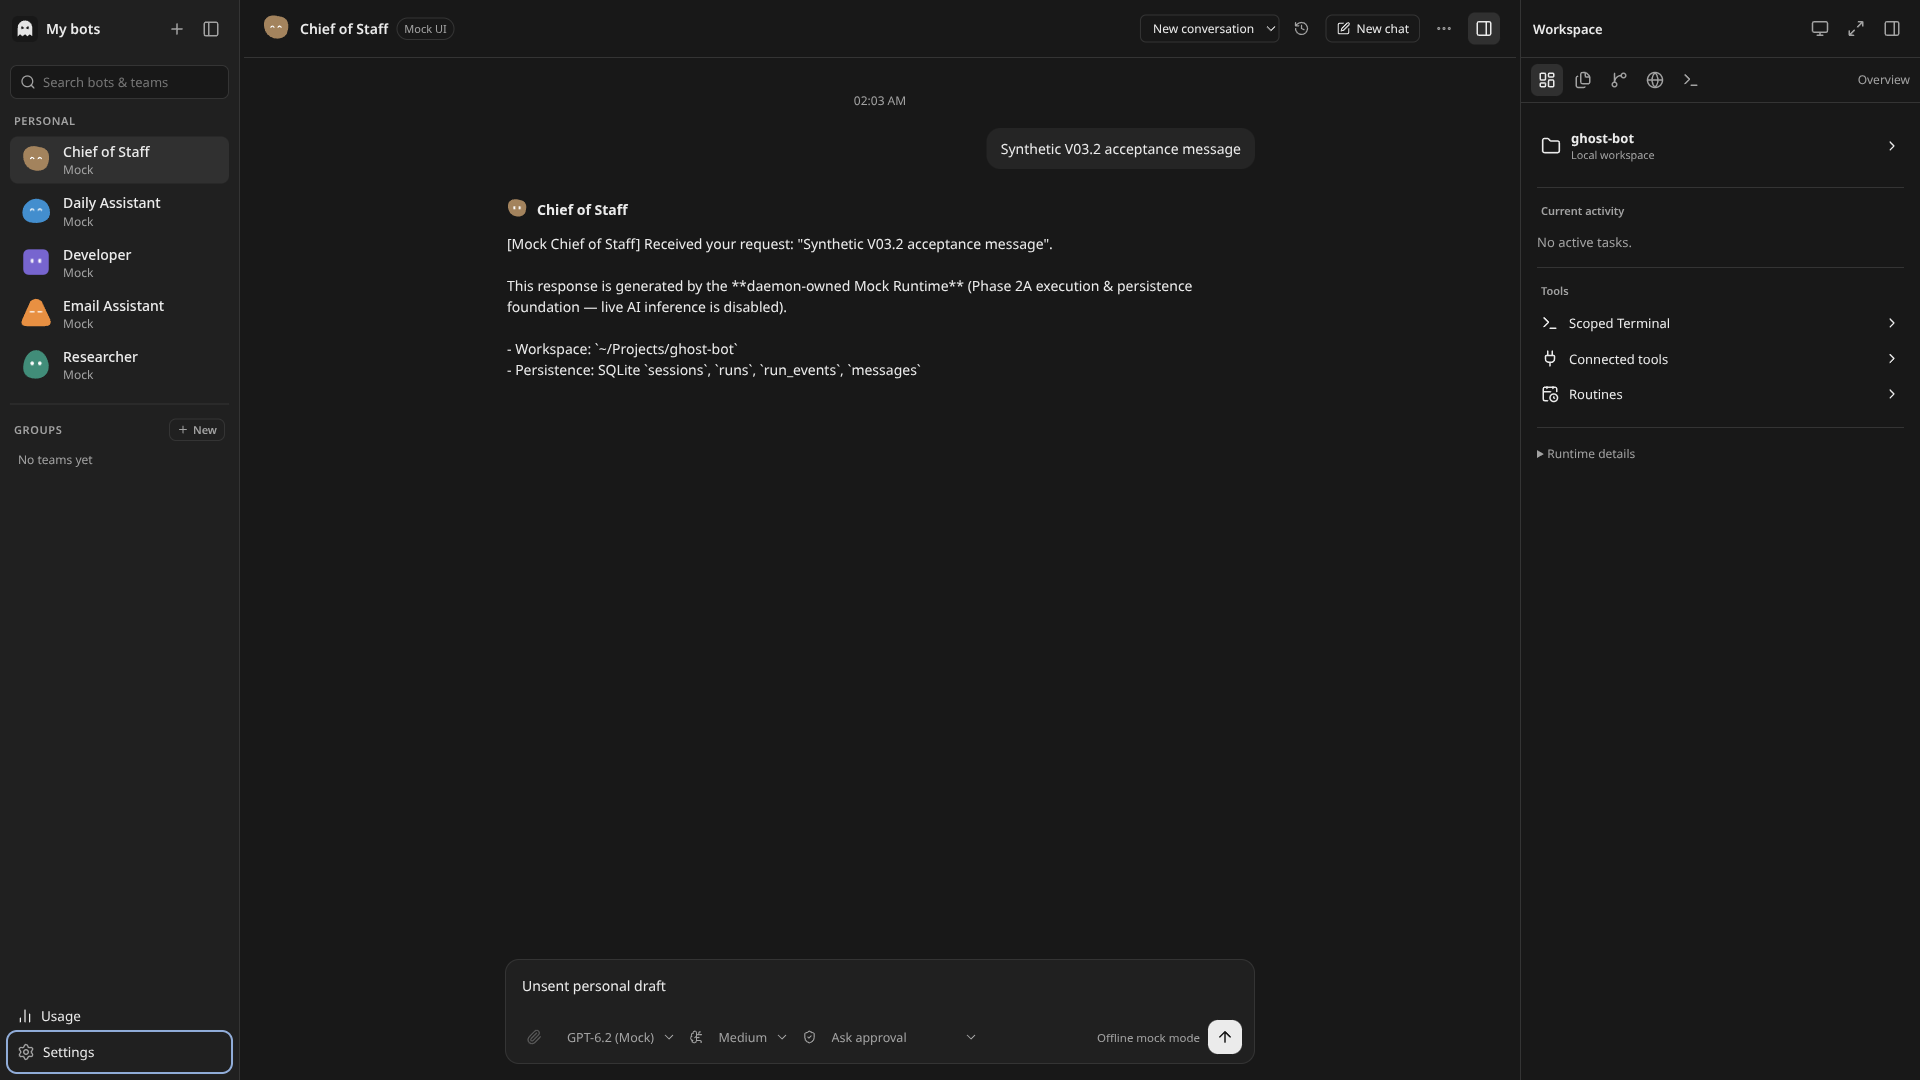 My bots
Search bots & teams
PERSONAL
Chief of Staff
Mock
Daily Assistant
Mock
Developer
Mock
Email Assistant
Mock
Researcher
Mock
GROUPS
New
No teams yet
Usage
Settings
Chief of Staff
Mock UI
New conversation
New chat
02:03 AM
Synthetic V03.2 acceptance message
Chief of Staff
[Mock Chief of Staff] Received your request: "Synthetic V03.2 acceptance message".
This response is generated by the **daemon-owned Mock Runtime** (Phase 2A execution & persistence
foundation — live AI inference is disabled).
- Workspace: `~/Projects/ghost-bot`
- Persistence: SQLite `sessions`, `runs`, `run_events`, `messages`
Unsent personal draft
GPT-6.2 (Mock)
Medium
Ask approval
Offline mock mode
Workspace
Overview
ghost-bot
Local workspace
Current activity
No active tasks.
Tools
Scoped Terminal
Connected tools
Routines
Runtime details